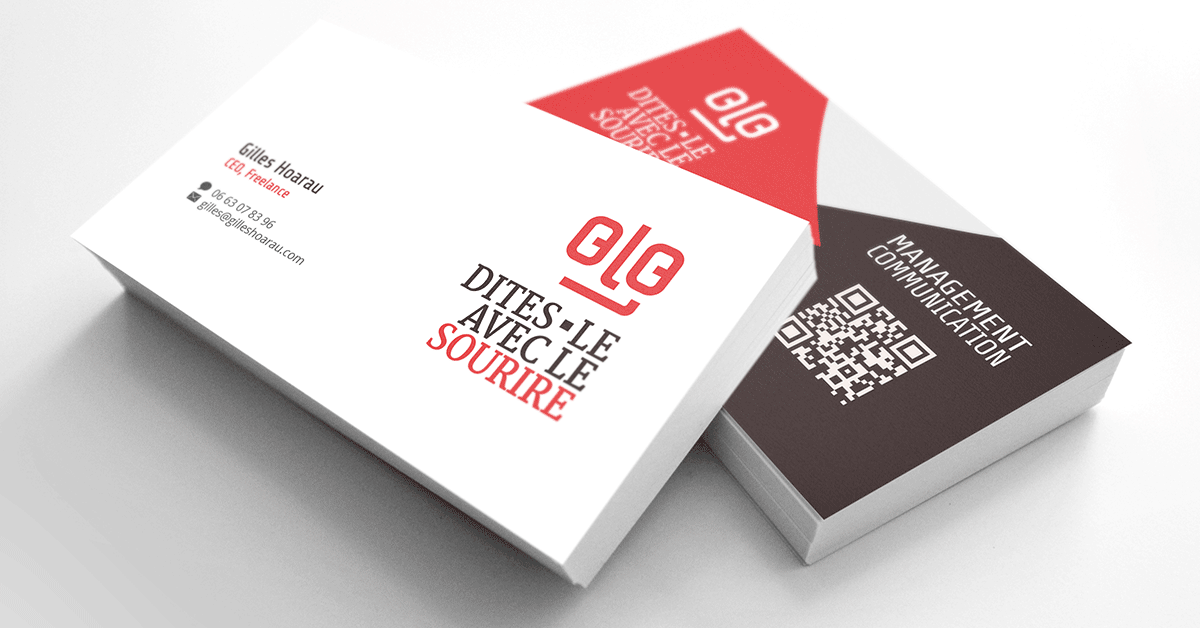 Gilles Hoarau
CEO, Freelance
06 63 07 83 96
gilles@gilleshoarau.com
DITES▪LE
AVEC LE
SOURIRE
DITES▪LE
AVEC LE
SOURIRE
MANAGEMENT
COMMUNICATION